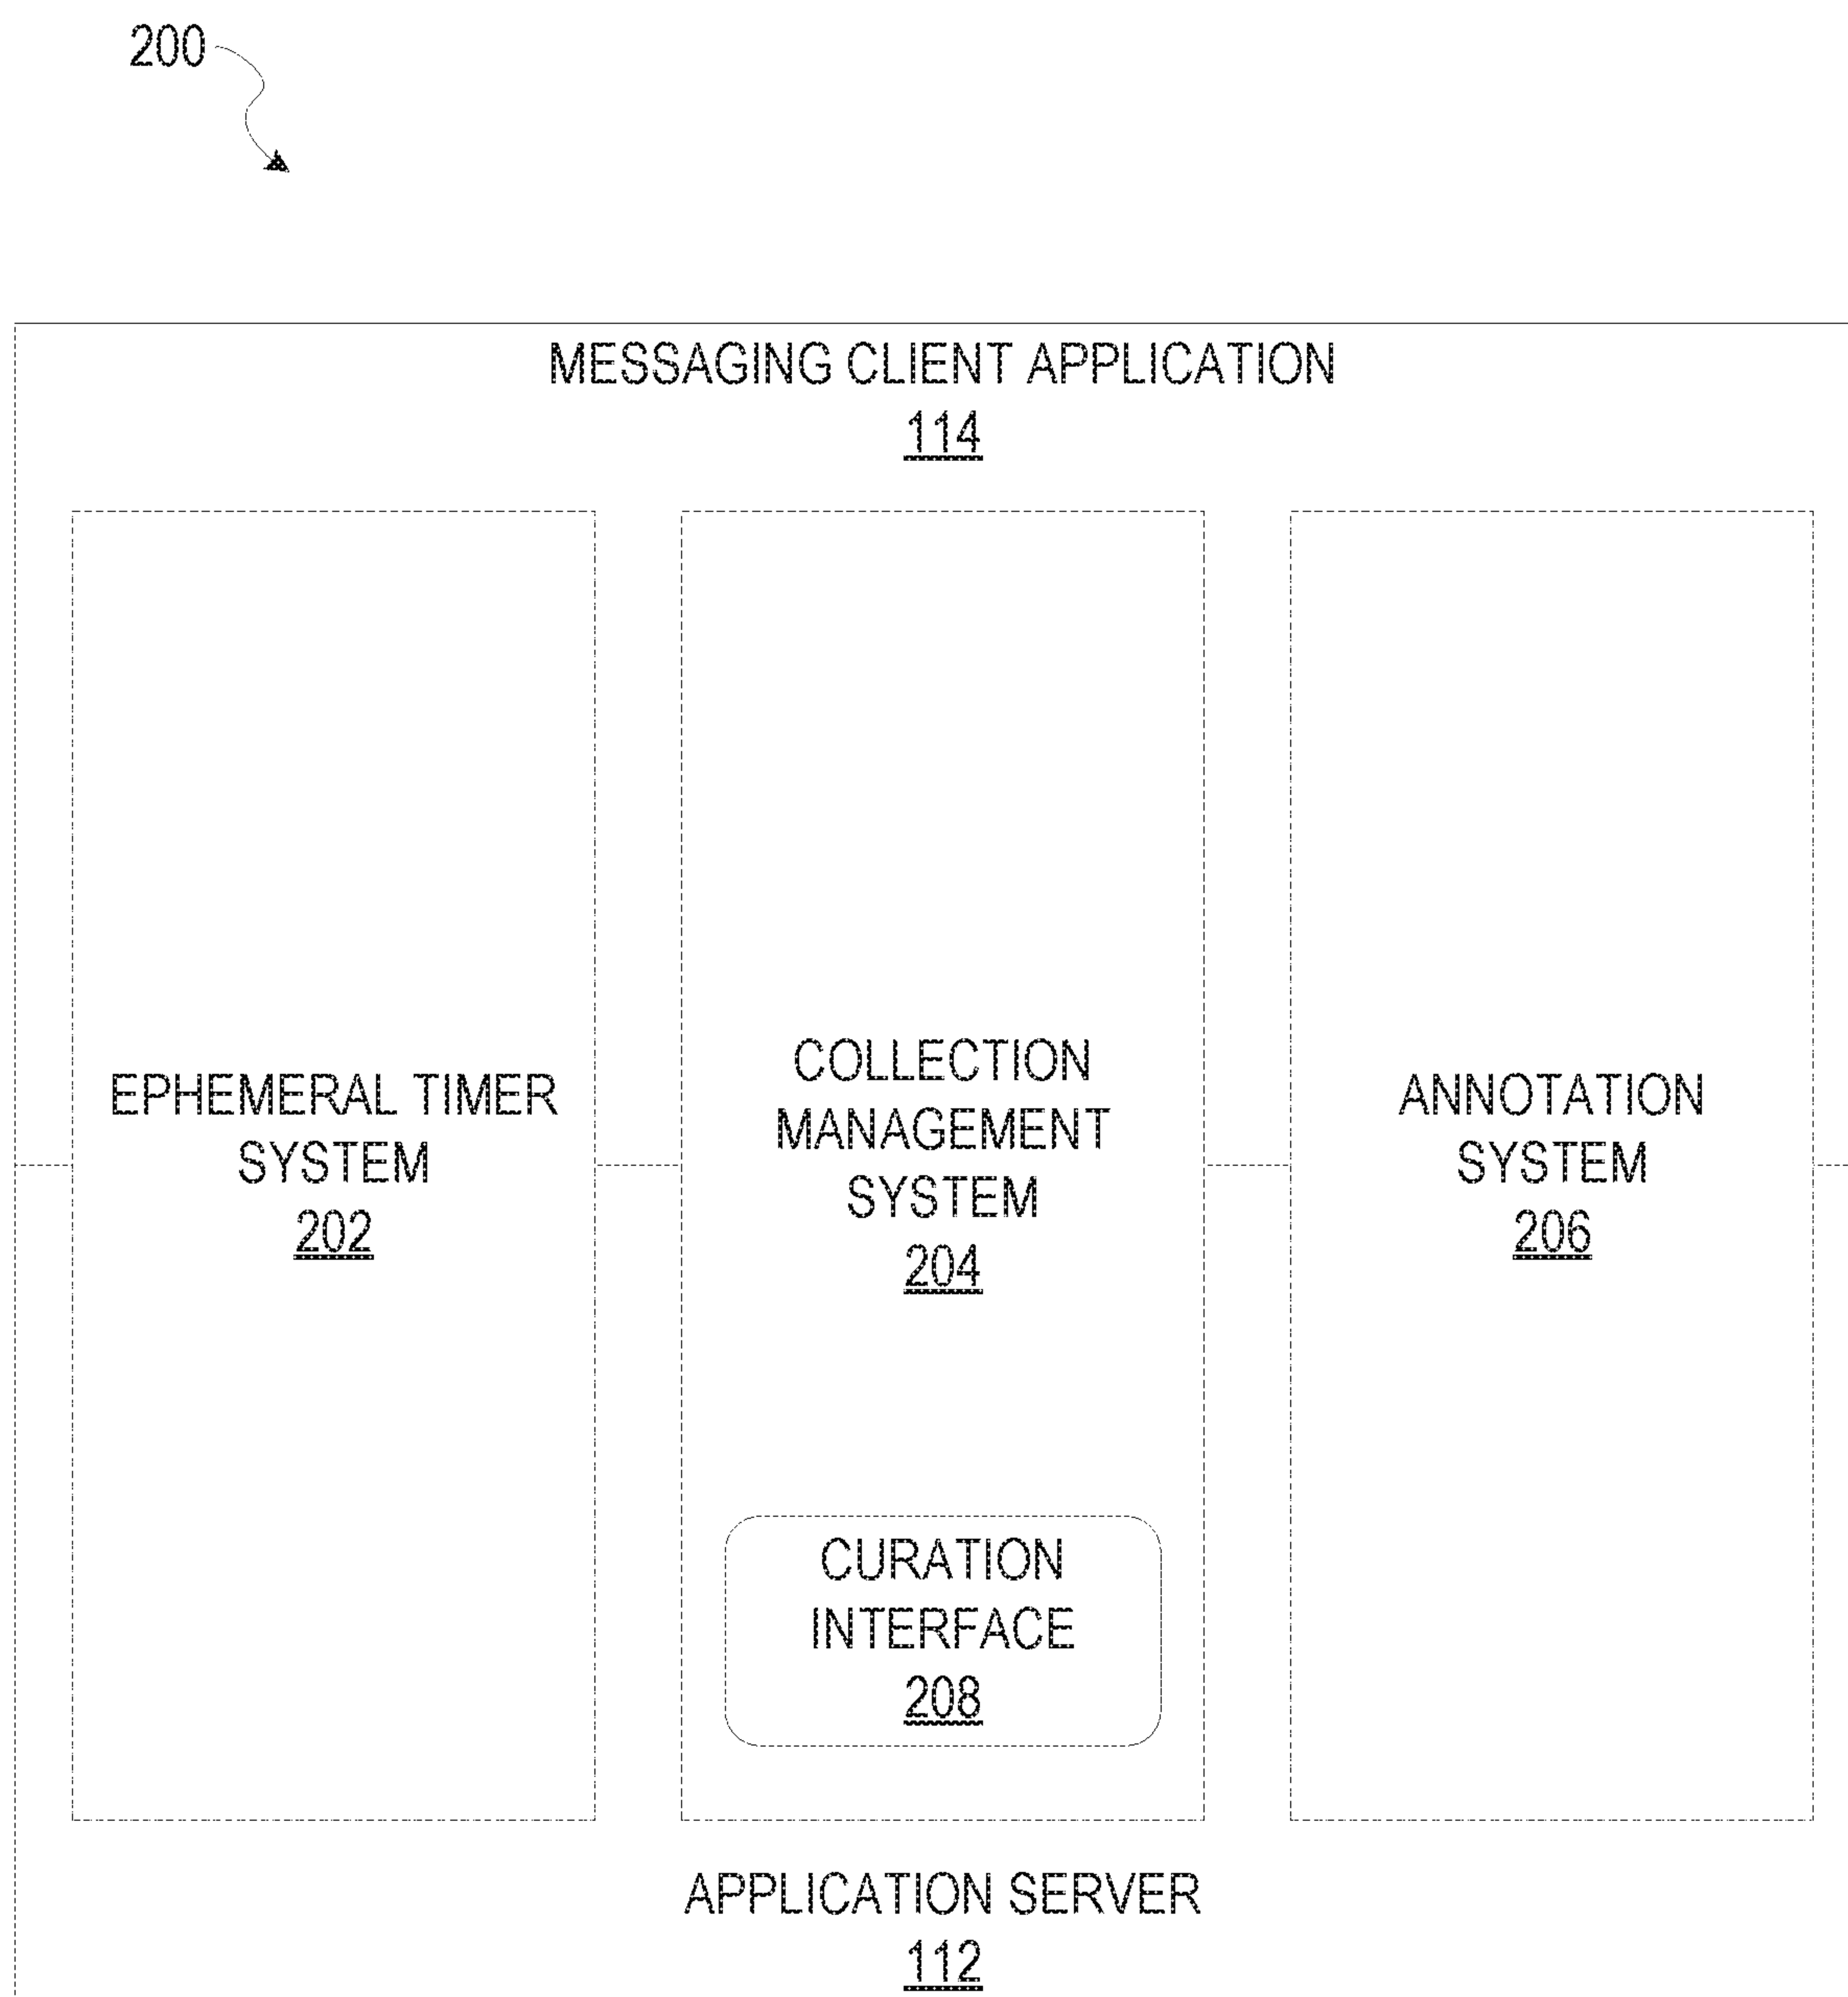 200
MESSAGING CLIENT APPLICATION
114
EPHEMERAL TIMER
SYSTEM
202
COLLECTION
MANAGEMENT
SYSTEM
204
ANNOTATION
SYSTEM
206
CURATION
INTERFACE
208
APPLICATION SERVER
112